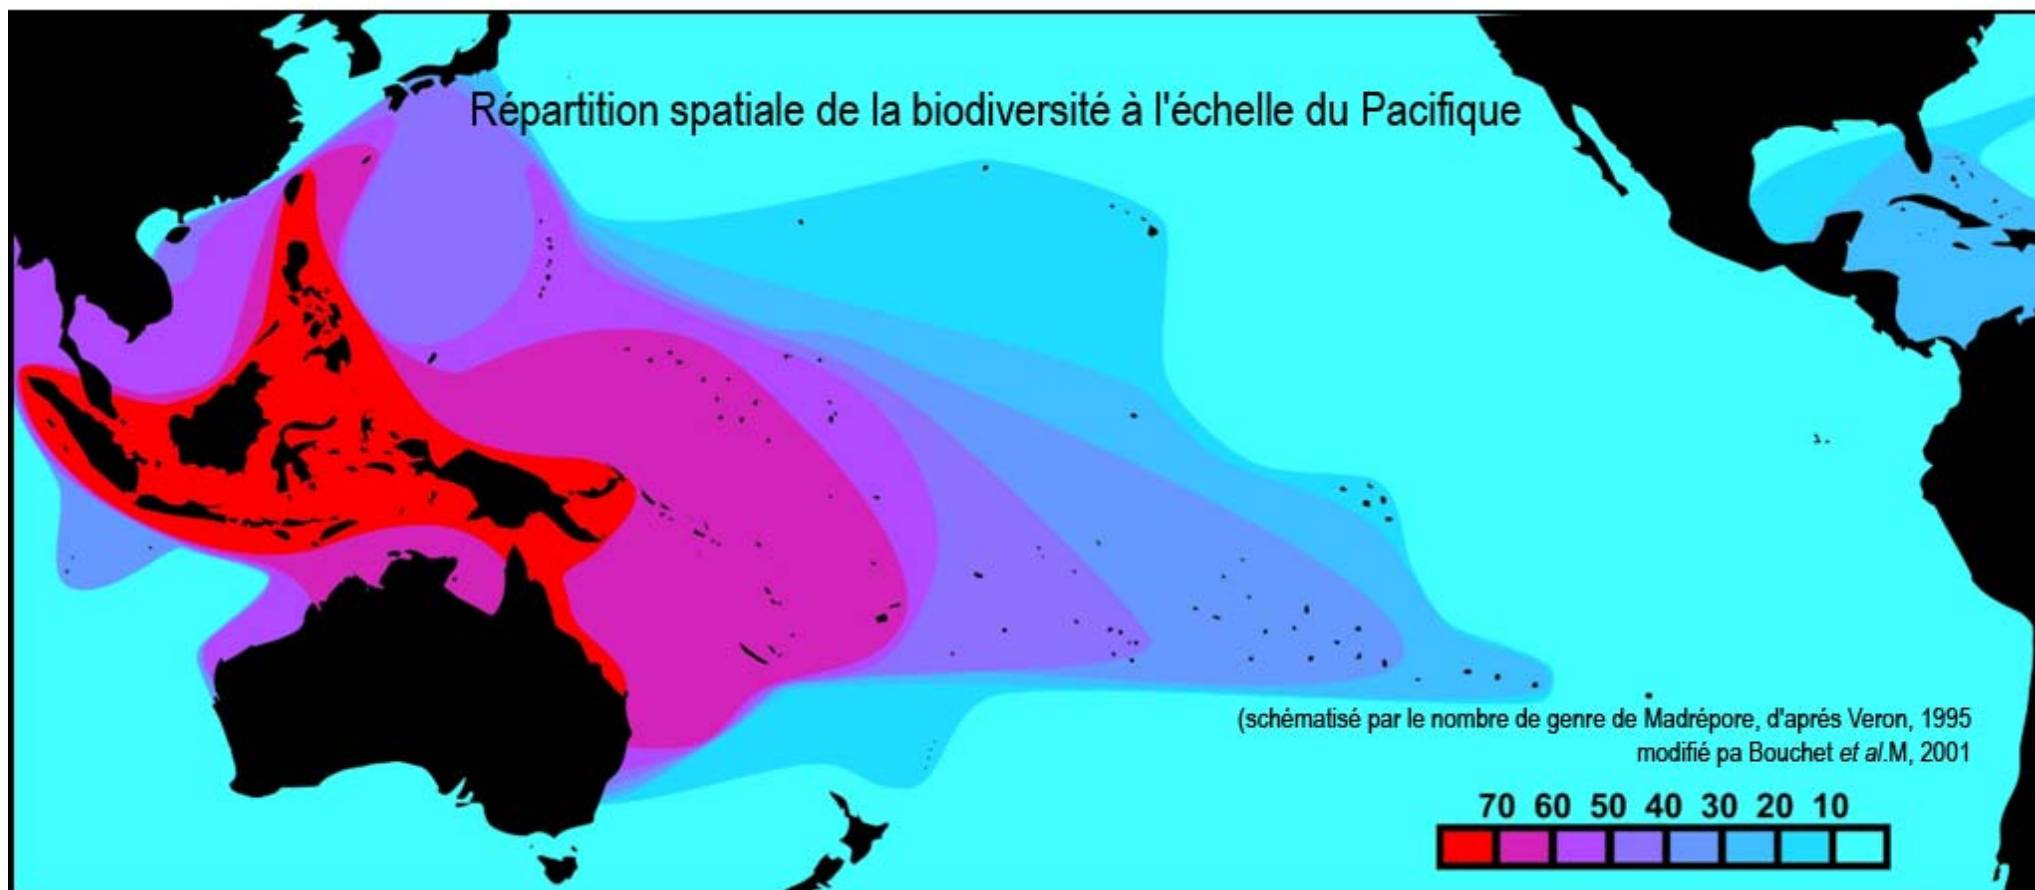 Répartition spatiale de la biodiversité à l'échelle du Pacifique
(schématisé par le nombre de genre de Madrépore, d'aprés Veron, 1995
modifié pa Bouchet et al.M, 2001
70 60 50 40 30 20 10